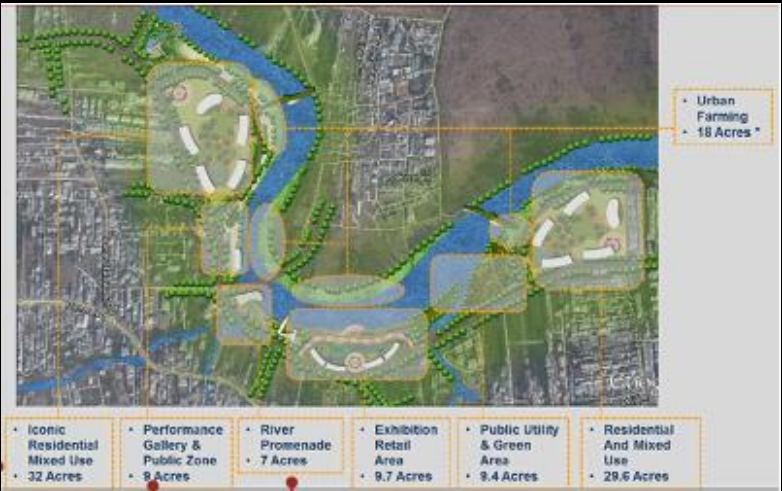 • Urban
Farming
• 18 Acres *
• Iconic
Residential
Mixed Use
• 32 Acres
• Performance
Gallery &
Public Zone
• 9 Acres
• River
Promenade
• 7 Acres
• Exhibition
Retail
Area
• 9.7 Acres
• Public Utility
& Green
Area
• 9.4 Acres
• Residential
And Mixed
Use
• 29.6 Acres